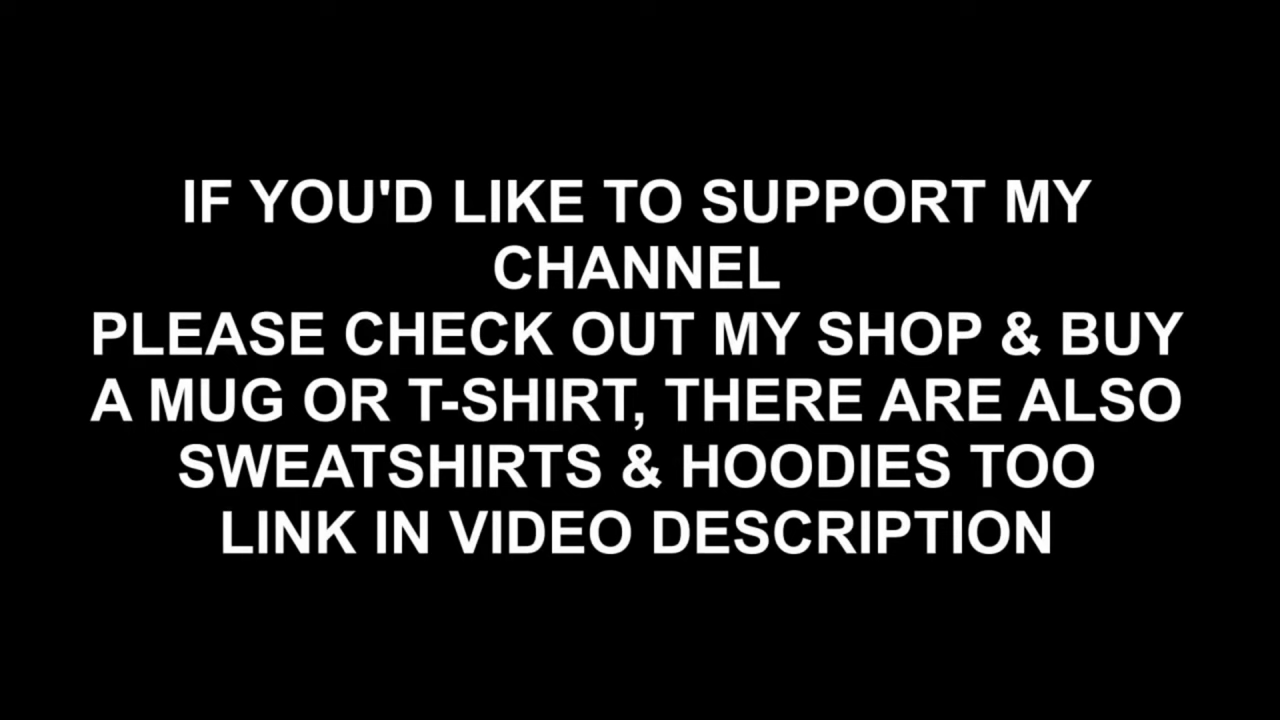 IF YOU'D LIKE TO SUPPORT MY
CHANNEL
PLEASE CHECK OUT MY SHOP & BUY
A MUG OR T-SHIRT, THERE ARE ALSO
SWEATSHIRTS & HOODIES TOO
LINK IN VIDEO DESCRIPTION